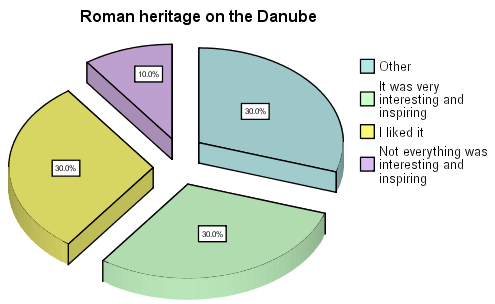 Roman heritage on the Danube
Other
It was very
interesting and
inspiring
I liked it
Not everything was
interesting and
inspiring
10.0%
30.0%
30.0%
30.0%